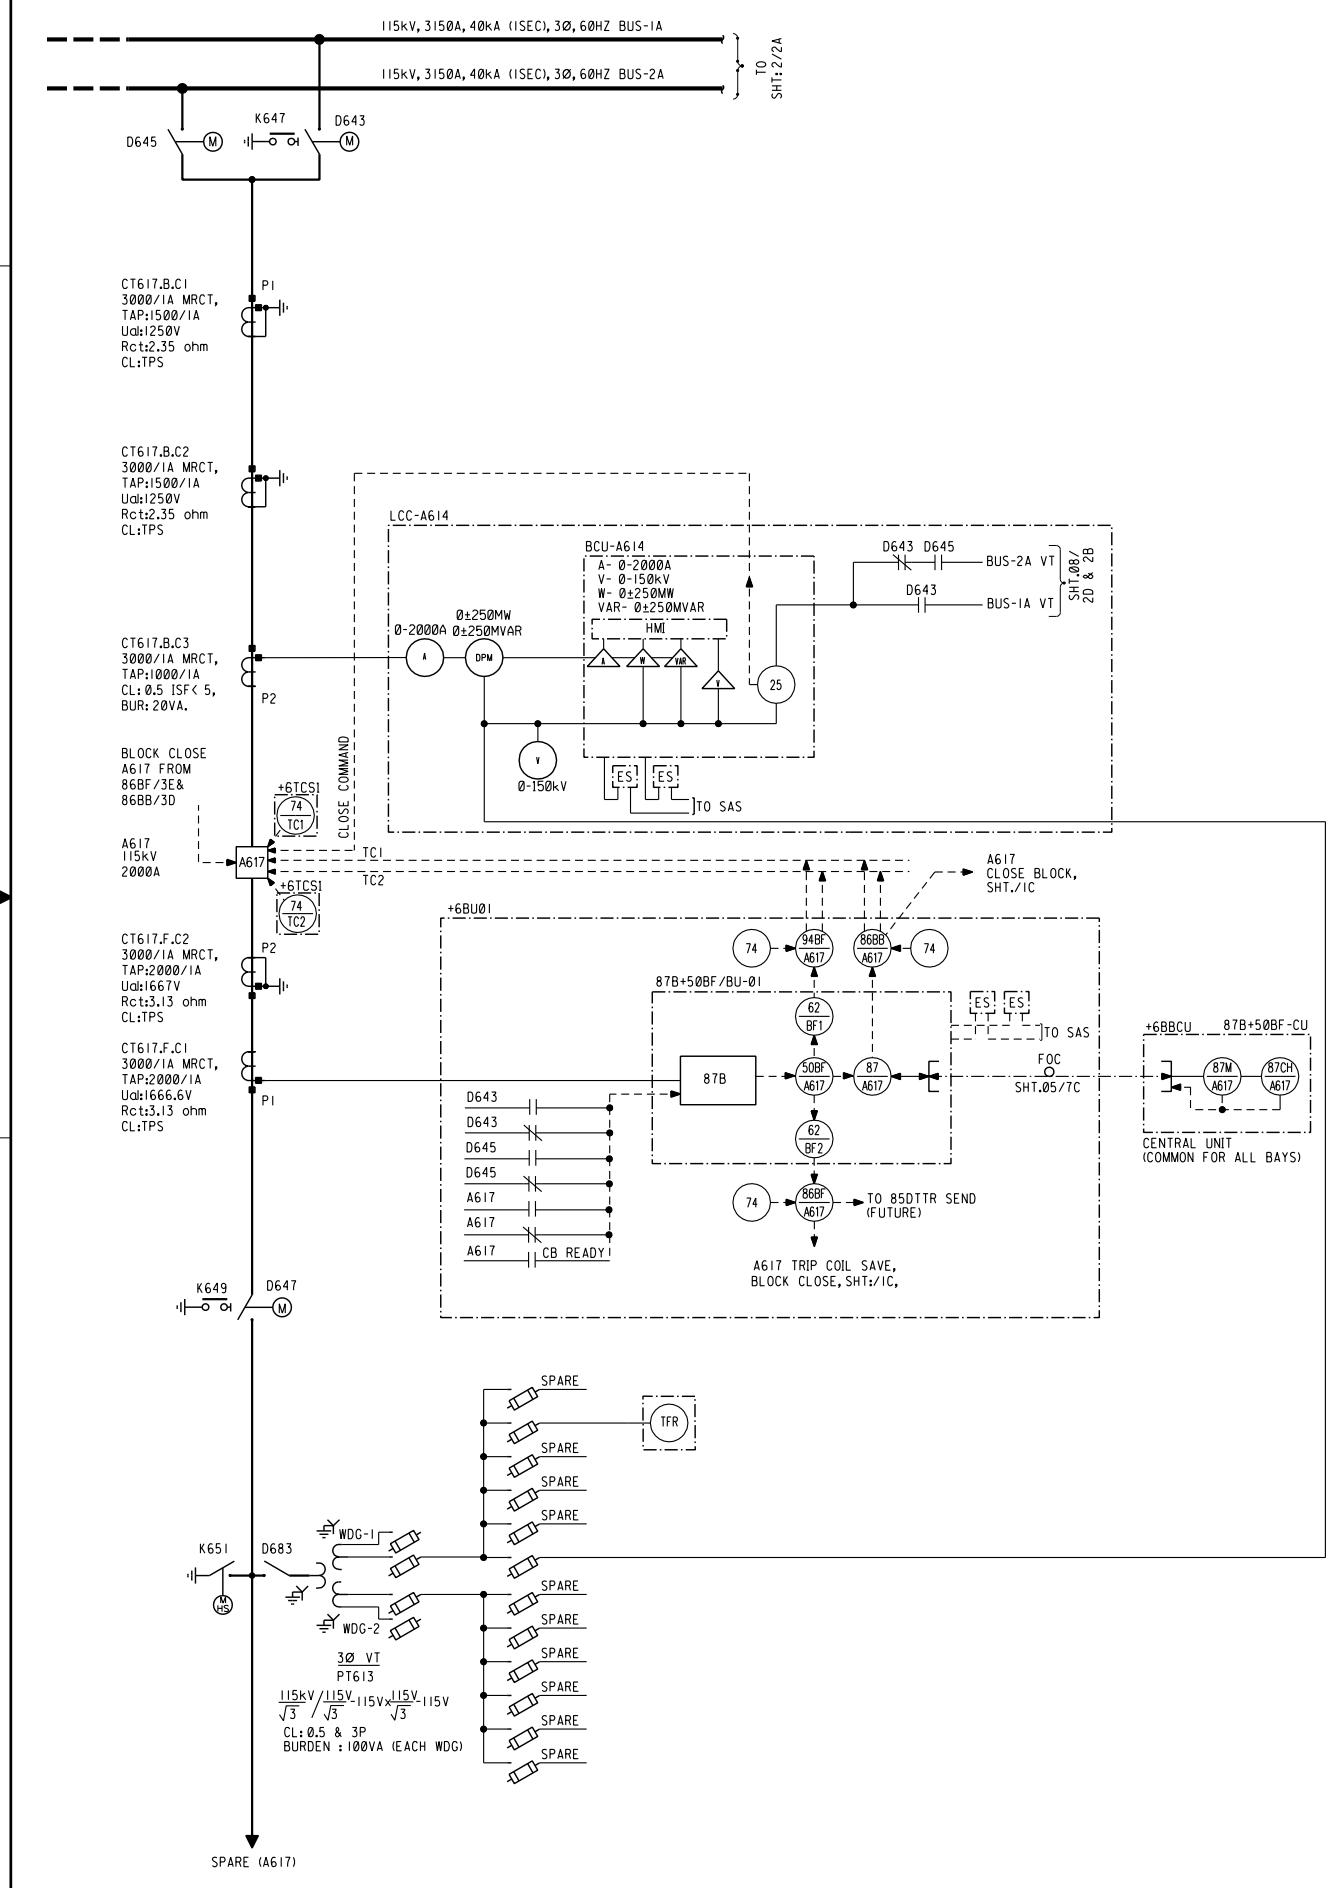 115kV, 3150A, 40kA (1SEC), 3Ø, 60HZ BUS-1A
115kV, 3150A, 40kA (1SEC), 3Ø, 60HZ BUS-2A
TO
SHT: 2/2A
D645
M
K647
D643
M
CT617.B.C1
3000/1A MRCT,
TAP:1500/1A
Ual:1250V
Rct:2.35 ohm
CL:TPS
P1
CT617.B.C2
3000/1A MRCT,
TAP:1500/1A
Ual:1250V
Rct:2.35 ohm
CL:TPS
LCC-A614
BCU-A614
A- 0-2000A
V- 0-150kV
W- 0±250MW
VAR- 0±250MVAR
HMI
D643 D645
BUS-2A VT
D643
BUS-1A VT
SHT.08/
2D & 2B
CT617.B.C3
3000/1A MRCT,
TAP:1000/1A
CL: 0.5 ISF< 5,
BUR: 20VA.
P2
0-2000A
0±250MW
0±250MVAR
A
DPM
A
W
VAR
V
25
V
0-150kV
ES
ES
TO SAS
BLOCK CLOSE
A617 FROM
86BF/3E&
86BB/3D
CLOSE COMMAND
+6TCS1
74
TC1
A617
115kV
2000A
A617
TC1
TC2
+6TCS1
74
TC2
A617
CLOSE BLOCK,
SHT./1C
+6BU01
CT617.F.C2
3000/1A MRCT,
TAP:2000/1A
Ual:1667V
Rct:3.13 ohm
CL:TPS
P2
74
94BF
A617
86BB
A617
74
87B+50BF/BU-01
62
BF1
ES
ES
TO SAS
CT617.F.C1
3000/1A MRCT,
TAP:2000/1A
Ual:1666.6V
Rct:3.13 ohm
CL:TPS
P1
87B
50BF
A617
87
A617
FOC
SHT.05/7C
+6BBCU
87B+50BF-CU
87M
A617
87CH
A617
CENTRAL UNIT
(COMMON FOR ALL BAYS)
D643
D643
D645
D645
A617
A617
A617
CB READY
62
BF2
74
86BF
A617
TO 85DTTR SEND
(FUTURE)
A617 TRIP COIL SAVE,
BLOCK CLOSE, SHT:/1C,
K649
D647
M
SPARE
TFR
SPARE
SPARE
SPARE
K651
D683
M
HS
WDG-1
WDG-2
SPARE
SPARE
SPARE
SPARE
SPARE
SPARE
3Ø VT
PT613
115kV/√3 / 115V/√3-115V x 115V/√3-115V
CL: 0.5 & 3P
BURDEN : 100VA (EACH WDG)
SPARE (A617)